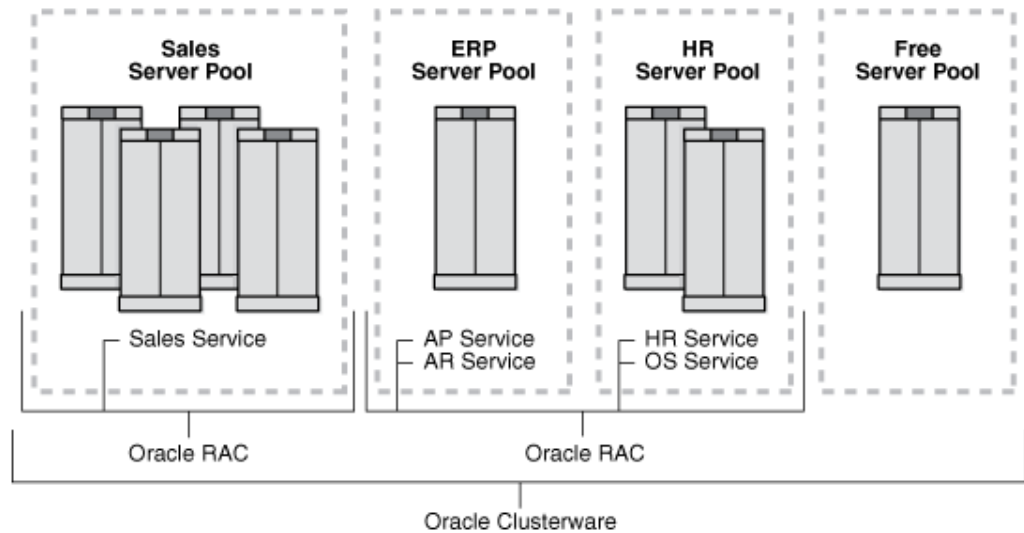 Sales
Server Pool
ERP
Server Pool
HR
Server Pool
Free
Server Pool
Sales Service
AP Service
AR Service
HR Service
OS Service
Oracle RAC
Oracle RAC
Oracle Clusterware